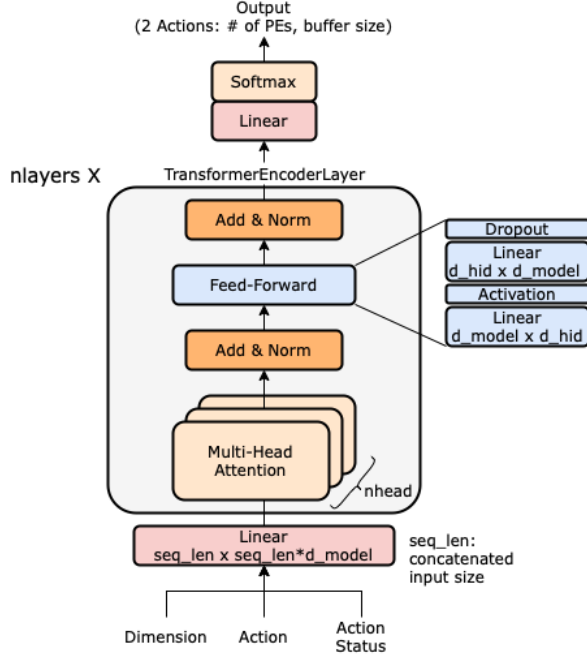 Output
(2 Actions: # of PEs, buffer size)
Softmax
Linear
nlayers X
TransformerEncoderLayer
Add & Norm
Feed-Forward
Add & Norm
Multi-Head
Attention
nhead
Dropout
Linear
d_hid x d_model
Activation
Linear
d_model x d_hid
Linear
seq_len x seq_len*d_model
seq_len:
concatenated
input size
Dimension
Action
Action
Status